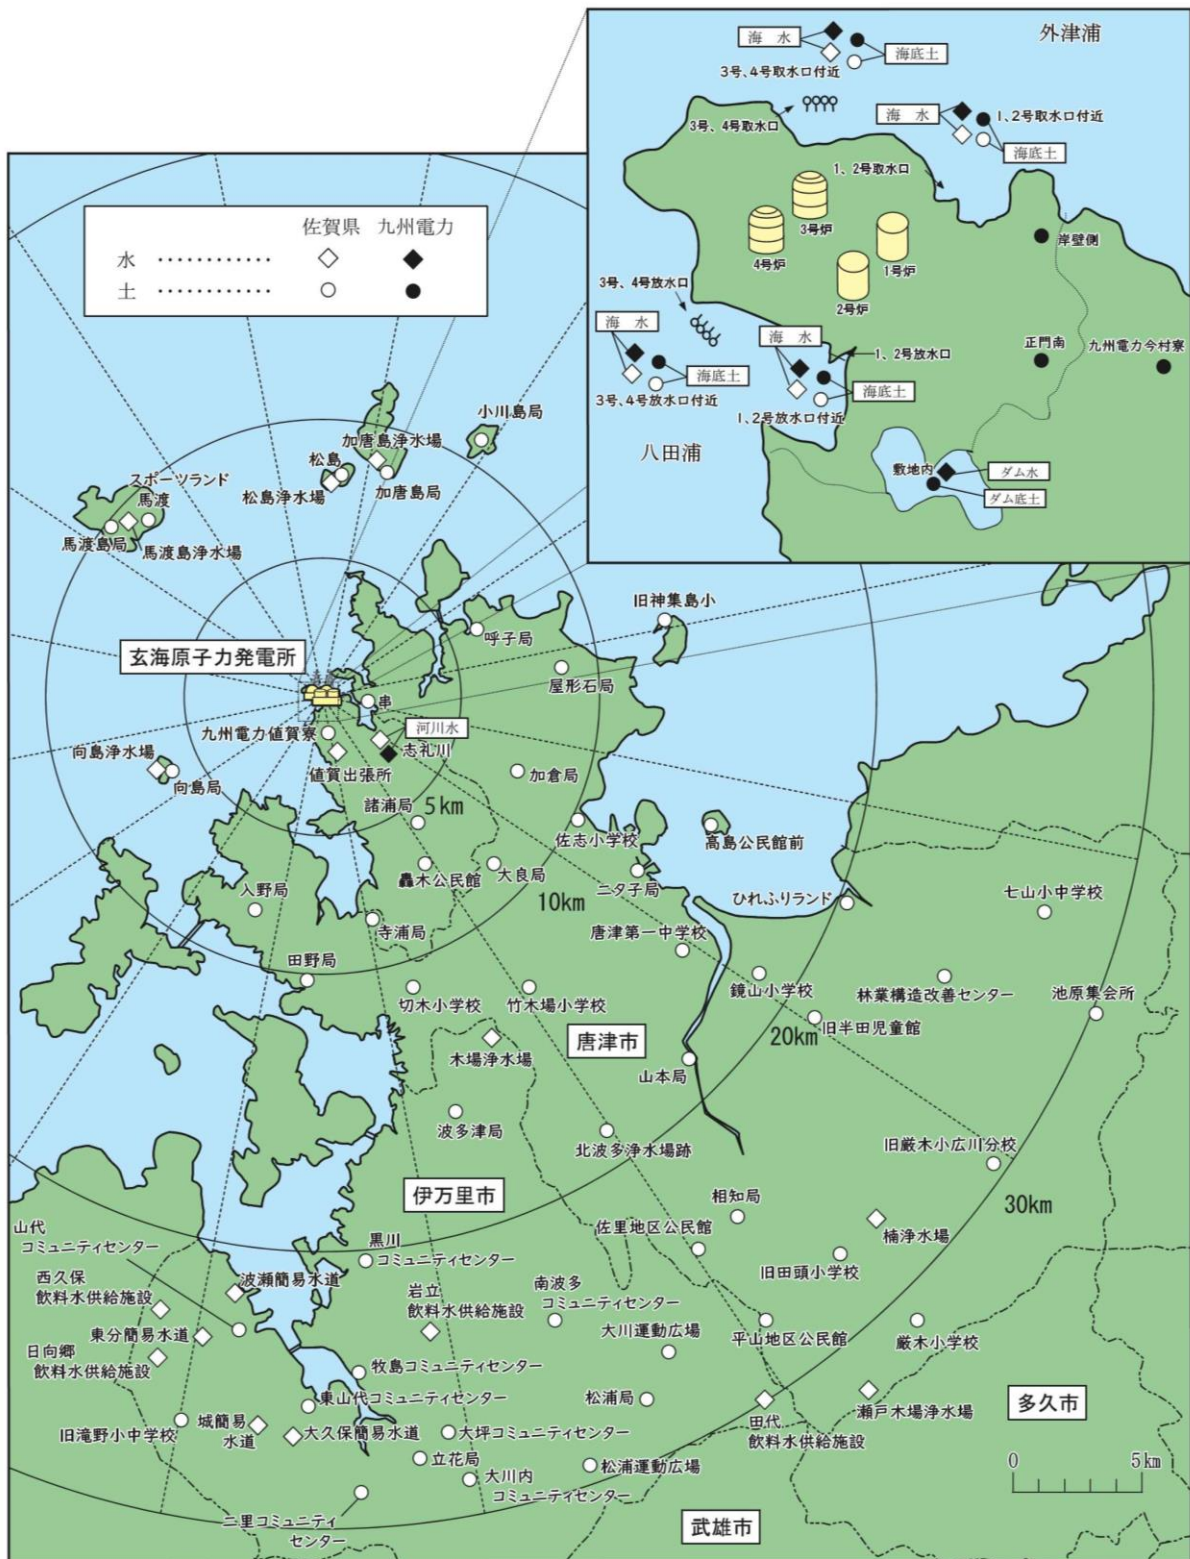 海 水
海底土
外津浦
3号、4号取水口付近
3号、4号取水口
海 水
1、2号取水口付近
海底土
1、2号取水口
3号炉
4号炉
1号炉
2号炉
岸壁側
3号、4号放水口
海 水
海底土
3号、4号放水口付近
海 水
1、2号放水口
海底土
1、2号放水口付近
正門南
九州電力今村寮
八田浦
敷地内
ダム水
ダム底土
佐賀県 九州電力
水 …………
土 …………
小川島局
加唐島浄水場
加唐島局
松島
松島浄水場
スポーツランド
馬渡
馬渡島局
馬渡島浄水場
旧神集島小
呼子局
屋形石局
玄海原子力発電所
串
九州電力値賀寮
河川水
志礼川
値賀出張所
向島浄水場
向島局
諸浦局
5km
加倉局
佐志小学校
高島公民館前
轟木公民館
大良局
二タ子局
入野局
10km
ひれふりランド
七山小中学校
寺浦局
唐津第一中学校
田野局
切木小学校
竹木場小学校
鏡山小学校
林業構造改善センター
池原集会所
旧半田児童館
唐津市
20km
木場浄水場
山本局
波多津局
北波多浄水場跡
旧厳木小広川分校
伊万里市
相知局
30km
山代
コミュニティセンター
黒川
コミュニティセンター
佐里地区公民館
楠浄水場
旧田頭小学校
西久保
飲料水供給施設
波瀬簡易水道
岩立
飲料水供給施設
南波多
コミュニティセンター
東分簡易水道
大川運動広場
平山地区公民館
厳木小学校
日向郷
飲料水供給施設
牧島コミュニティセンター
東山代コミュニティセンター
松浦局
瀬戸木場浄水場
多久市
旧滝野小中学校
城簡易
水道
大久保簡易水道
大坪コミュニティセンター
田代
飲料水供給施設
立花局
大川内
コミュニティセンター
松浦運動広場
0 5km
二里コミュニティ
センター
武雄市